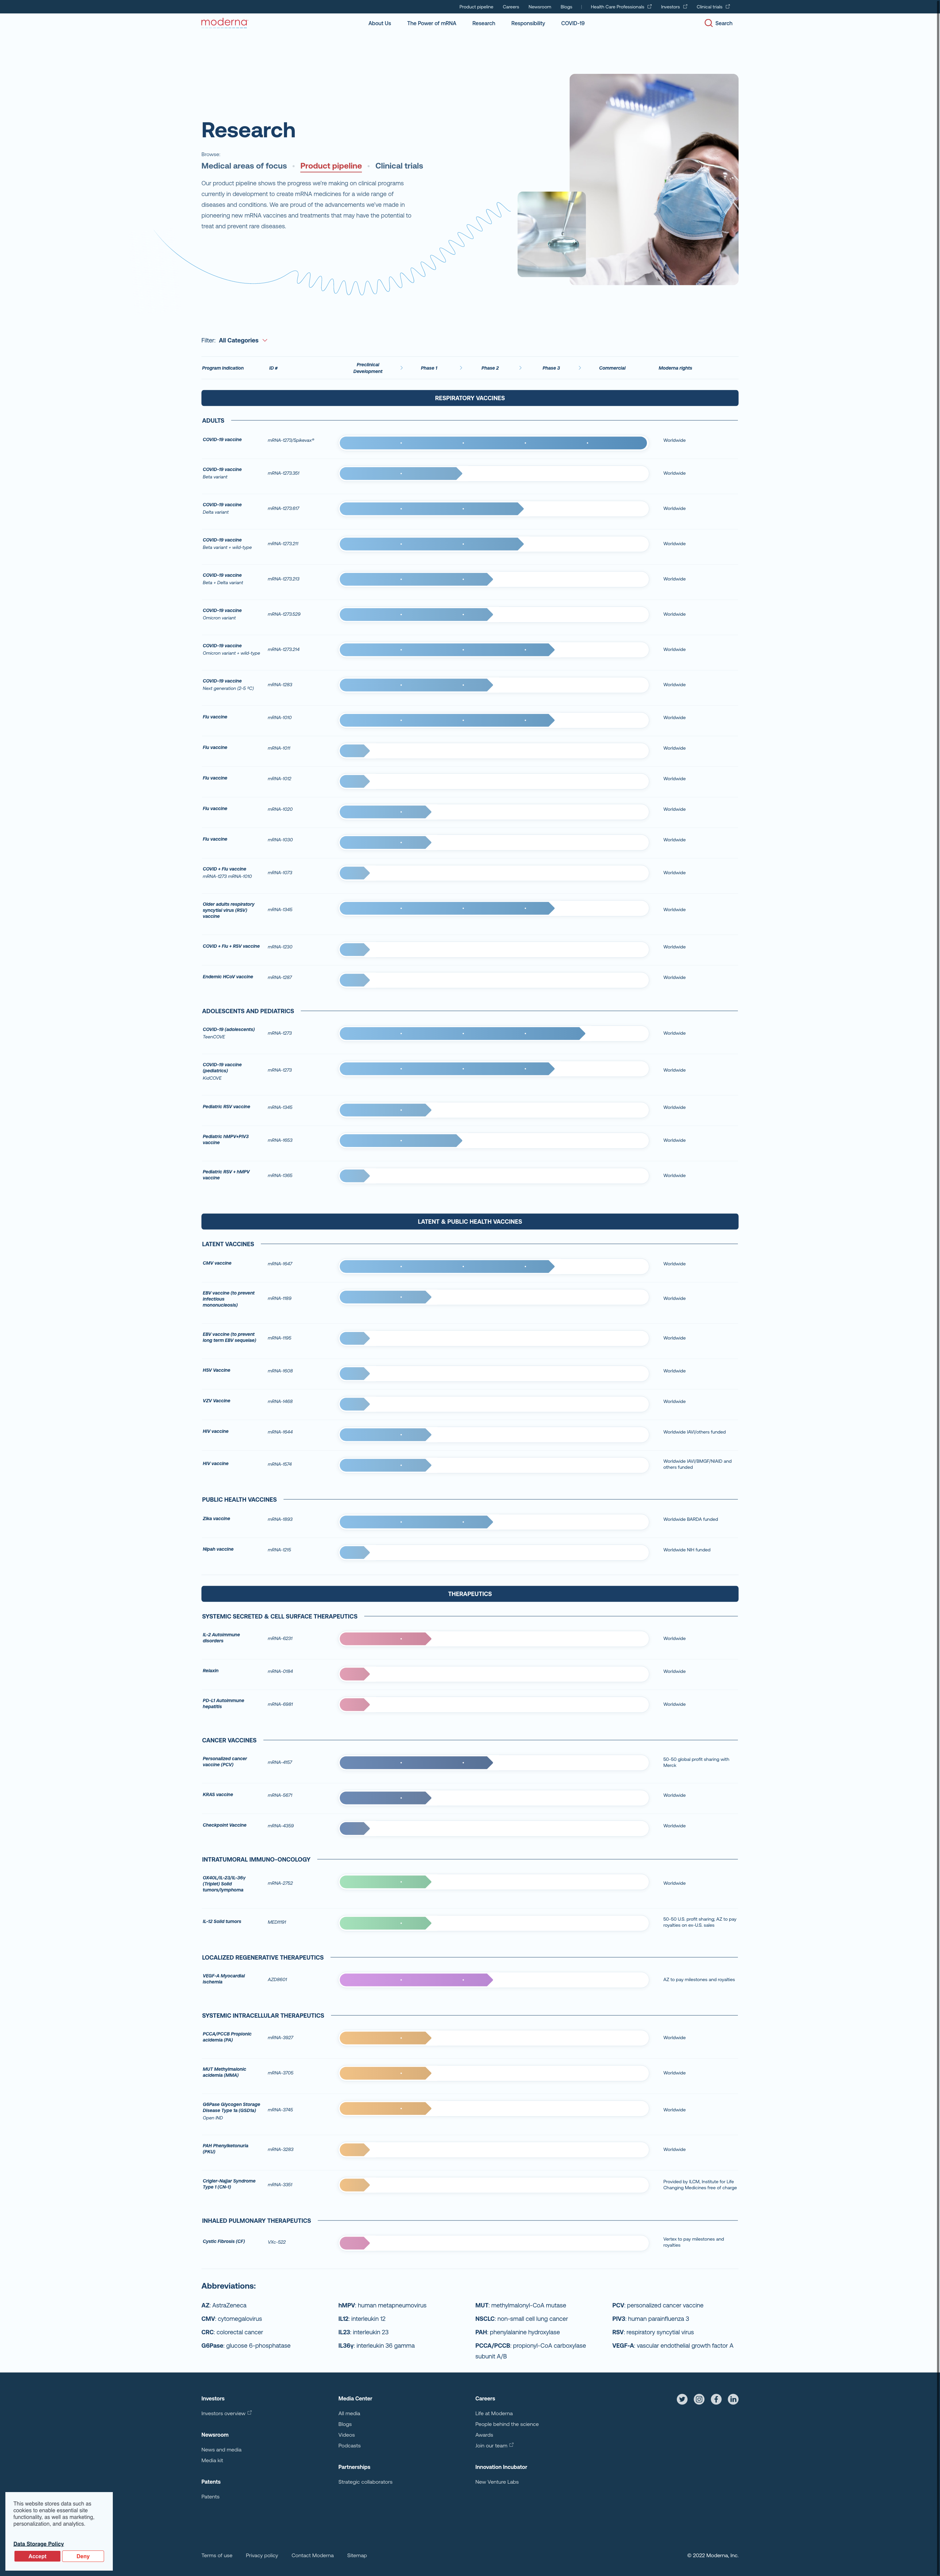 Product pipeline Careers Newsroom Blogs | Health Care Professionals Investors Clinical trials
moderna
About Us The Power of mRNA Research Responsibility COVID-19 Search
Research
Browse
Medical areas of focus · Product pipeline · Clinical trials
Our product pipeline shows the progress we're making on clinical programs
currently in development to create mRNA medicines for a wide range of
diseases and conditions. We are proud of the advancements we've made in
pioneering new mRNA vaccines and treatments that may have the potential to
treat and prevent rare diseases.
Filter: All Categories
Program Indication ID # Preclinical Development Phase 1 Phase 2 Phase 3 Commercial Moderna rights
RESPIRATORY VACCINES
ADULTS
COVID-19 vaccine mRNA-1273/Spikevax® Worldwide
COVID-19 vaccine
Beta variant mRNA-1273.351 Worldwide
COVID-19 vaccine
Delta variant mRNA-1273.617 Worldwide
COVID-19 vaccine
Beta variant + wild-type mRNA-1273.211 Worldwide
COVID-19 vaccine
Beta + Delta variant mRNA-1273.213 Worldwide
COVID-19 vaccine
Omicron variant mRNA-1273.529 Worldwide
COVID-19 vaccine
Omicron variant + wild-type mRNA-1273.214 Worldwide
COVID-19 vaccine
Next generation (2-5 ºC) mRNA-1283 Worldwide
Flu vaccine mRNA-1010 Worldwide
Flu vaccine mRNA-1011 Worldwide
Flu vaccine mRNA-1012 Worldwide
Flu vaccine mRNA-1020 Worldwide
Flu vaccine mRNA-1030 Worldwide
COVID + Flu vaccine
mRNA-1273 mRNA-1010 mRNA-1073 Worldwide
Older adults respiratory
syncytial virus (RSV)
vaccine mRNA-1345 Worldwide
COVID + Flu + RSV vaccine mRNA-1230 Worldwide
Endemic HCoV vaccine mRNA-1287 Worldwide
ADOLESCENTS AND PEDIATRICS
COVID-19 (adolescents)
TeenCOVE mRNA-1273 Worldwide
COVID-19 vaccine
(pediatrics)
KidCOVE mRNA-1273 Worldwide
Pediatric RSV vaccine mRNA-1345 Worldwide
Pediatric hMPV+PIV3
vaccine mRNA-1653 Worldwide
Pediatric RSV + hMPV
vaccine mRNA-1365 Worldwide
LATENT & PUBLIC HEALTH VACCINES
LATENT VACCINES
CMV vaccine mRNA-1647 Worldwide
EBV vaccine (to prevent
infectious
mononucleosis) mRNA-1189 Worldwide
EBV vaccine (to prevent
long term EBV sequelae) mRNA-1195 Worldwide
HSV Vaccine mRNA-1608 Worldwide
VZV Vaccine mRNA-1468 Worldwide
HIV vaccine mRNA-1644 Worldwide IAVI/others funded
HIV vaccine mRNA-1574 Worldwide IAVI/BMGF/NIAID and
others funded
PUBLIC HEALTH VACCINES
Zika vaccine mRNA-1893 Worldwide BARDA funded
Nipah vaccine mRNA-1215 Worldwide NIH funded
THERAPEUTICS
SYSTEMIC SECRETED & CELL SURFACE THERAPEUTICS
IL-2 Autoimmune
disorders mRNA-6231 Worldwide
Relaxin mRNA-0184 Worldwide
PD-L1 Autoimmune
hepatitis mRNA-6981 Worldwide
CANCER VACCINES
Personalized cancer
vaccine (PCV) mRNA-4157 50-50 global profit sharing with
Merck
KRAS vaccine mRNA-5671 Worldwide
Checkpoint Vaccine mRNA-4359 Worldwide
INTRATUMORAL IMMUNO-ONCOLOGY
OX40L/IL-23/IL-36γ
(Triplet) Solid
tumors/lymphoma mRNA-2752 Worldwide
IL-12 Solid tumors MEDI1191 50-50 U.S. profit sharing; AZ to pay
royalties on ex-U.S. sales
LOCALIZED REGENERATIVE THERAPEUTICS
VEGF-A Myocardial
ischemia AZD8601 AZ to pay milestones and royalties
SYSTEMIC INTRACELLULAR THERAPEUTICS
PCCA/PCCB Propionic
acidemia (PA) mRNA-3927 Worldwide
MUT Methylmalonic
acidemia (MMA) mRNA-3705 Worldwide
G6Pase Glycogen Storage
Disease Type 1a (GSD1a)
Open IND mRNA-3745 Worldwide
PAH Phenylketonuria
(PKU) mRNA-3283 Worldwide
Crigler-Najjar Syndrome
Type 1 (CN-1) mRNA-3351 Provided by ILCM, Institute for Life
Changing Medicines free of charge
INHALED PULMONARY THERAPEUTICS
Cystic Fibrosis (CF) VXc-522 Vertex to pay milestones and
royalties
Abbreviations:
AZ: AstraZeneca
CMV: cytomegalovirus
CRC: colorectal cancer
G6Pase: glucose 6-phosphatase
hMPV: human metapneumovirus
IL12: interleukin 12
IL23: interleukin 23
IL36γ: interleukin 36 gamma
MUT: methylmalonyl-CoA mutase
NSCLC: non-small cell lung cancer
PAH: phenylalanine hydroxylase
PCCA/PCCB: propionyl-CoA carboxylase
subunit A/B
PCV: personalized cancer vaccine
PIV3: human parainfluenza 3
RSV: respiratory syncytial virus
VEGF-A: vascular endothelial growth factor A
Investors
Investors overview
Newsroom
News and media
Media kit
Patents
Patents
Media Center
All media
Blogs
Videos
Podcasts
Partnerships
Strategic collaborators
Careers
Life at Moderna
People behind the science
Awards
Join our team
Innovation Incubator
New Venture Labs
This website stores data such as
cookies to enable essential site
functionality, as well as marketing,
personalization, and analytics.
Data Storage Policy
Accept Deny
Terms of use Privacy policy Contact Moderna Sitemap © 2022 Moderna, Inc.